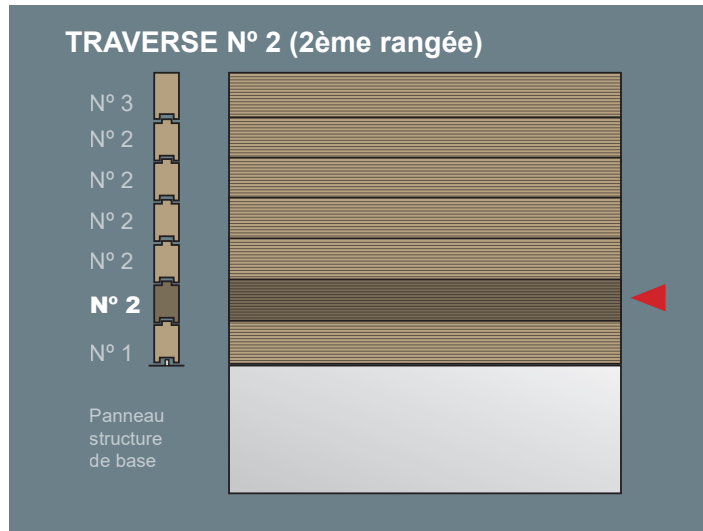 TRAVERSE Nº 2 (2ème rangée)
Nº 3
Nº 2
Nº 2
Nº 2
Nº 2
Nº 2
Nº 1
Panneau
structure
de base